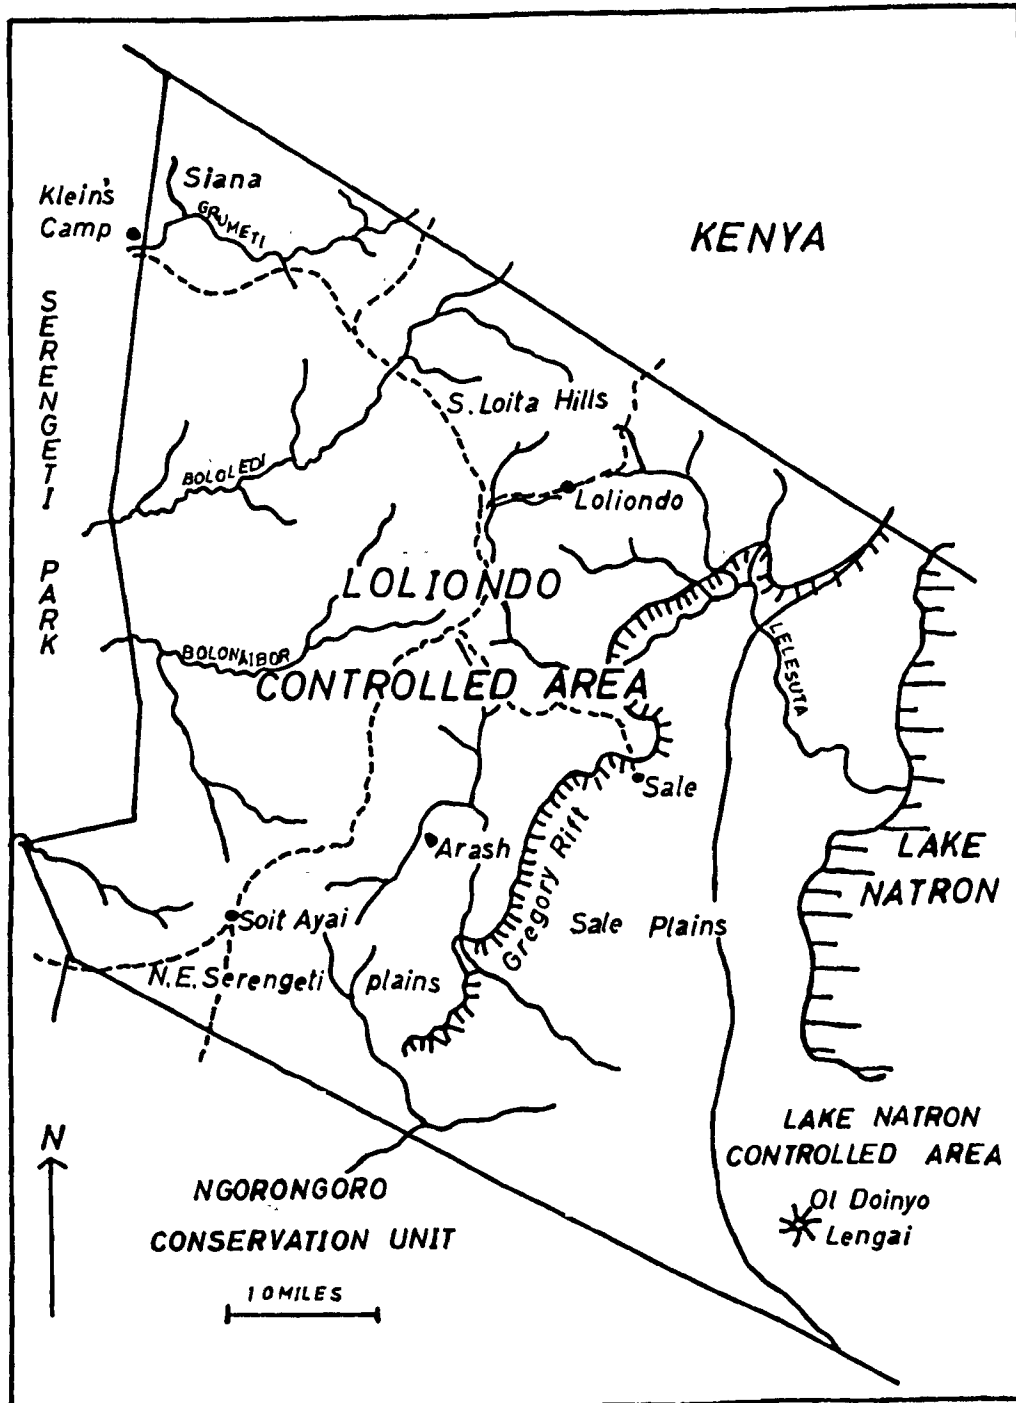 Siana
Klein's
Camp
GRUMETI
KENYA
SERENGETI PARK
S. Loita Hills
BOLOLEDI
Loliondo
LOLIONDO
CONTROLLED AREA
BOLONAIBOR
LELESUTA
Sale
Arash
Gregory Rift
LAKE
NATRON
Soit Ayai
Sale Plains
N.E. Serengeti plains
N
LAKE NATRON
CONTROLLED AREA
Ol Doinyo
Lengai
NGORONGORO
CONSERVATION UNIT
10 MILES